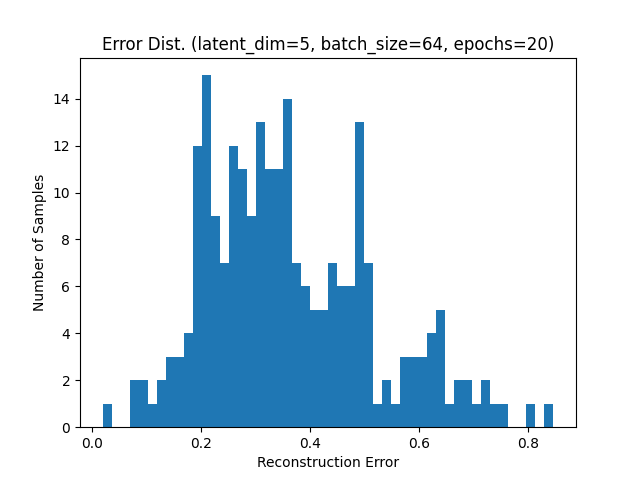 Error Dist. (latent_dim=5, batch_size=64, epochs=20)
14
12
10
8
6
4
2
0
Number of Samples
0.0 0.2 0.4 0.6 0.8
Reconstruction Error